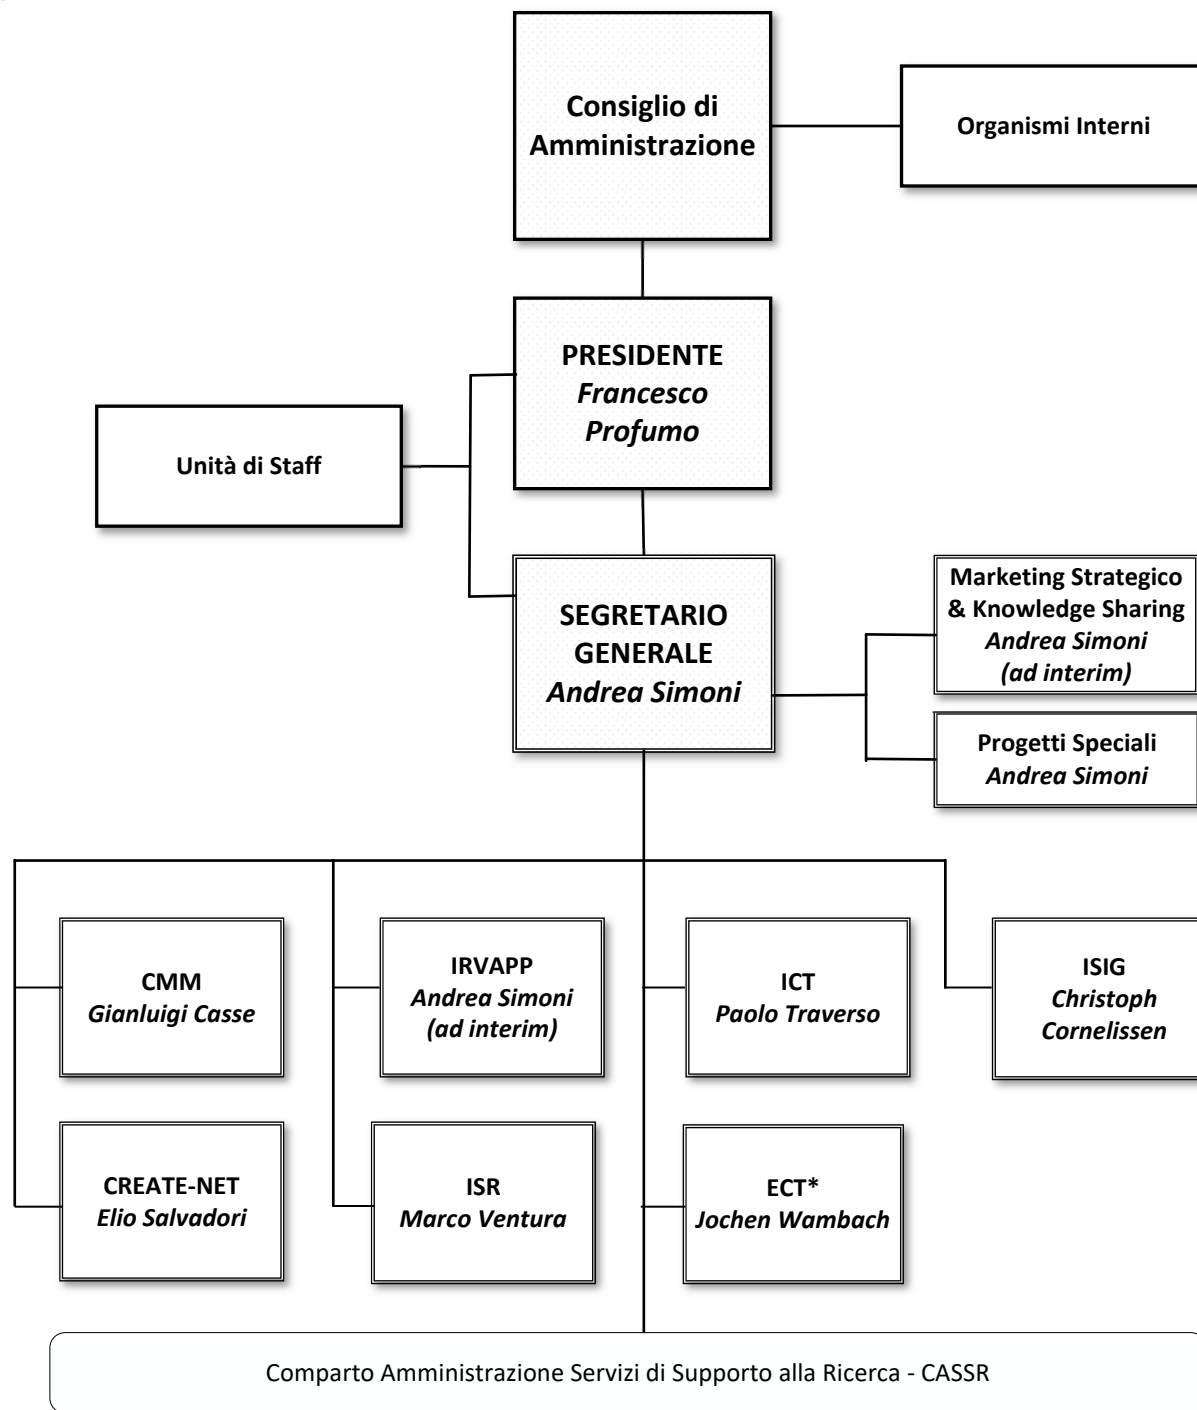 Consiglio di
Amministrazione
Organismi Interni
PRESIDENTE
Francesco
Profumo
Unità di Staff
SEGRETARIO
GENERALE
Andrea Simoni
Marketing Strategico
& Knowledge Sharing
Andrea Simoni
(ad interim)
Progetti Speciali
Andrea Simoni
CMM
Gianluigi Casse
IRVAPP
Andrea Simoni
(ad interim)
ICT
Paolo Traverso
ISIG
Christoph
Cornelissen
CREATE-NET
Elio Salvadori
ISR
Marco Ventura
ECT*
Jochen Wambach
Comparto Amministrazione Servizi di Supporto alla Ricerca - CASSR